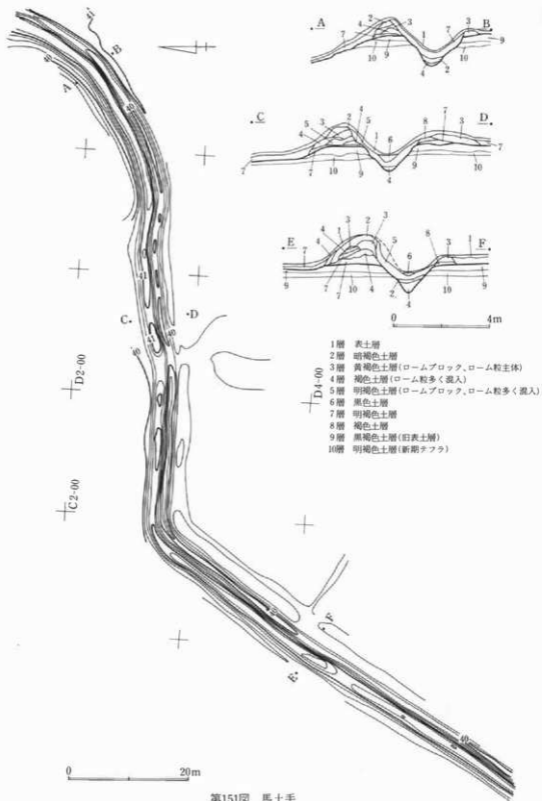 A
B
C
D
E
F
0 4m
1層 表土層
2層 暗褐色土層
3層 黄褐色土層(ロームブロック、ローム粒主体)
4層 褐色土層(ローム粒多く混入)
5層 明褐色土層(ロームブロック、ローム粒多く混入)
6層 黒色土層
7層 明褐色土層
8層 褐色土層
9層 黒褐色土層(旧表土層)
10層 明褐色土層(新期テフラ)
A
B
C
D
D2-00
D4-00
C2-00
E
F
0 20m
第151図 馬土手